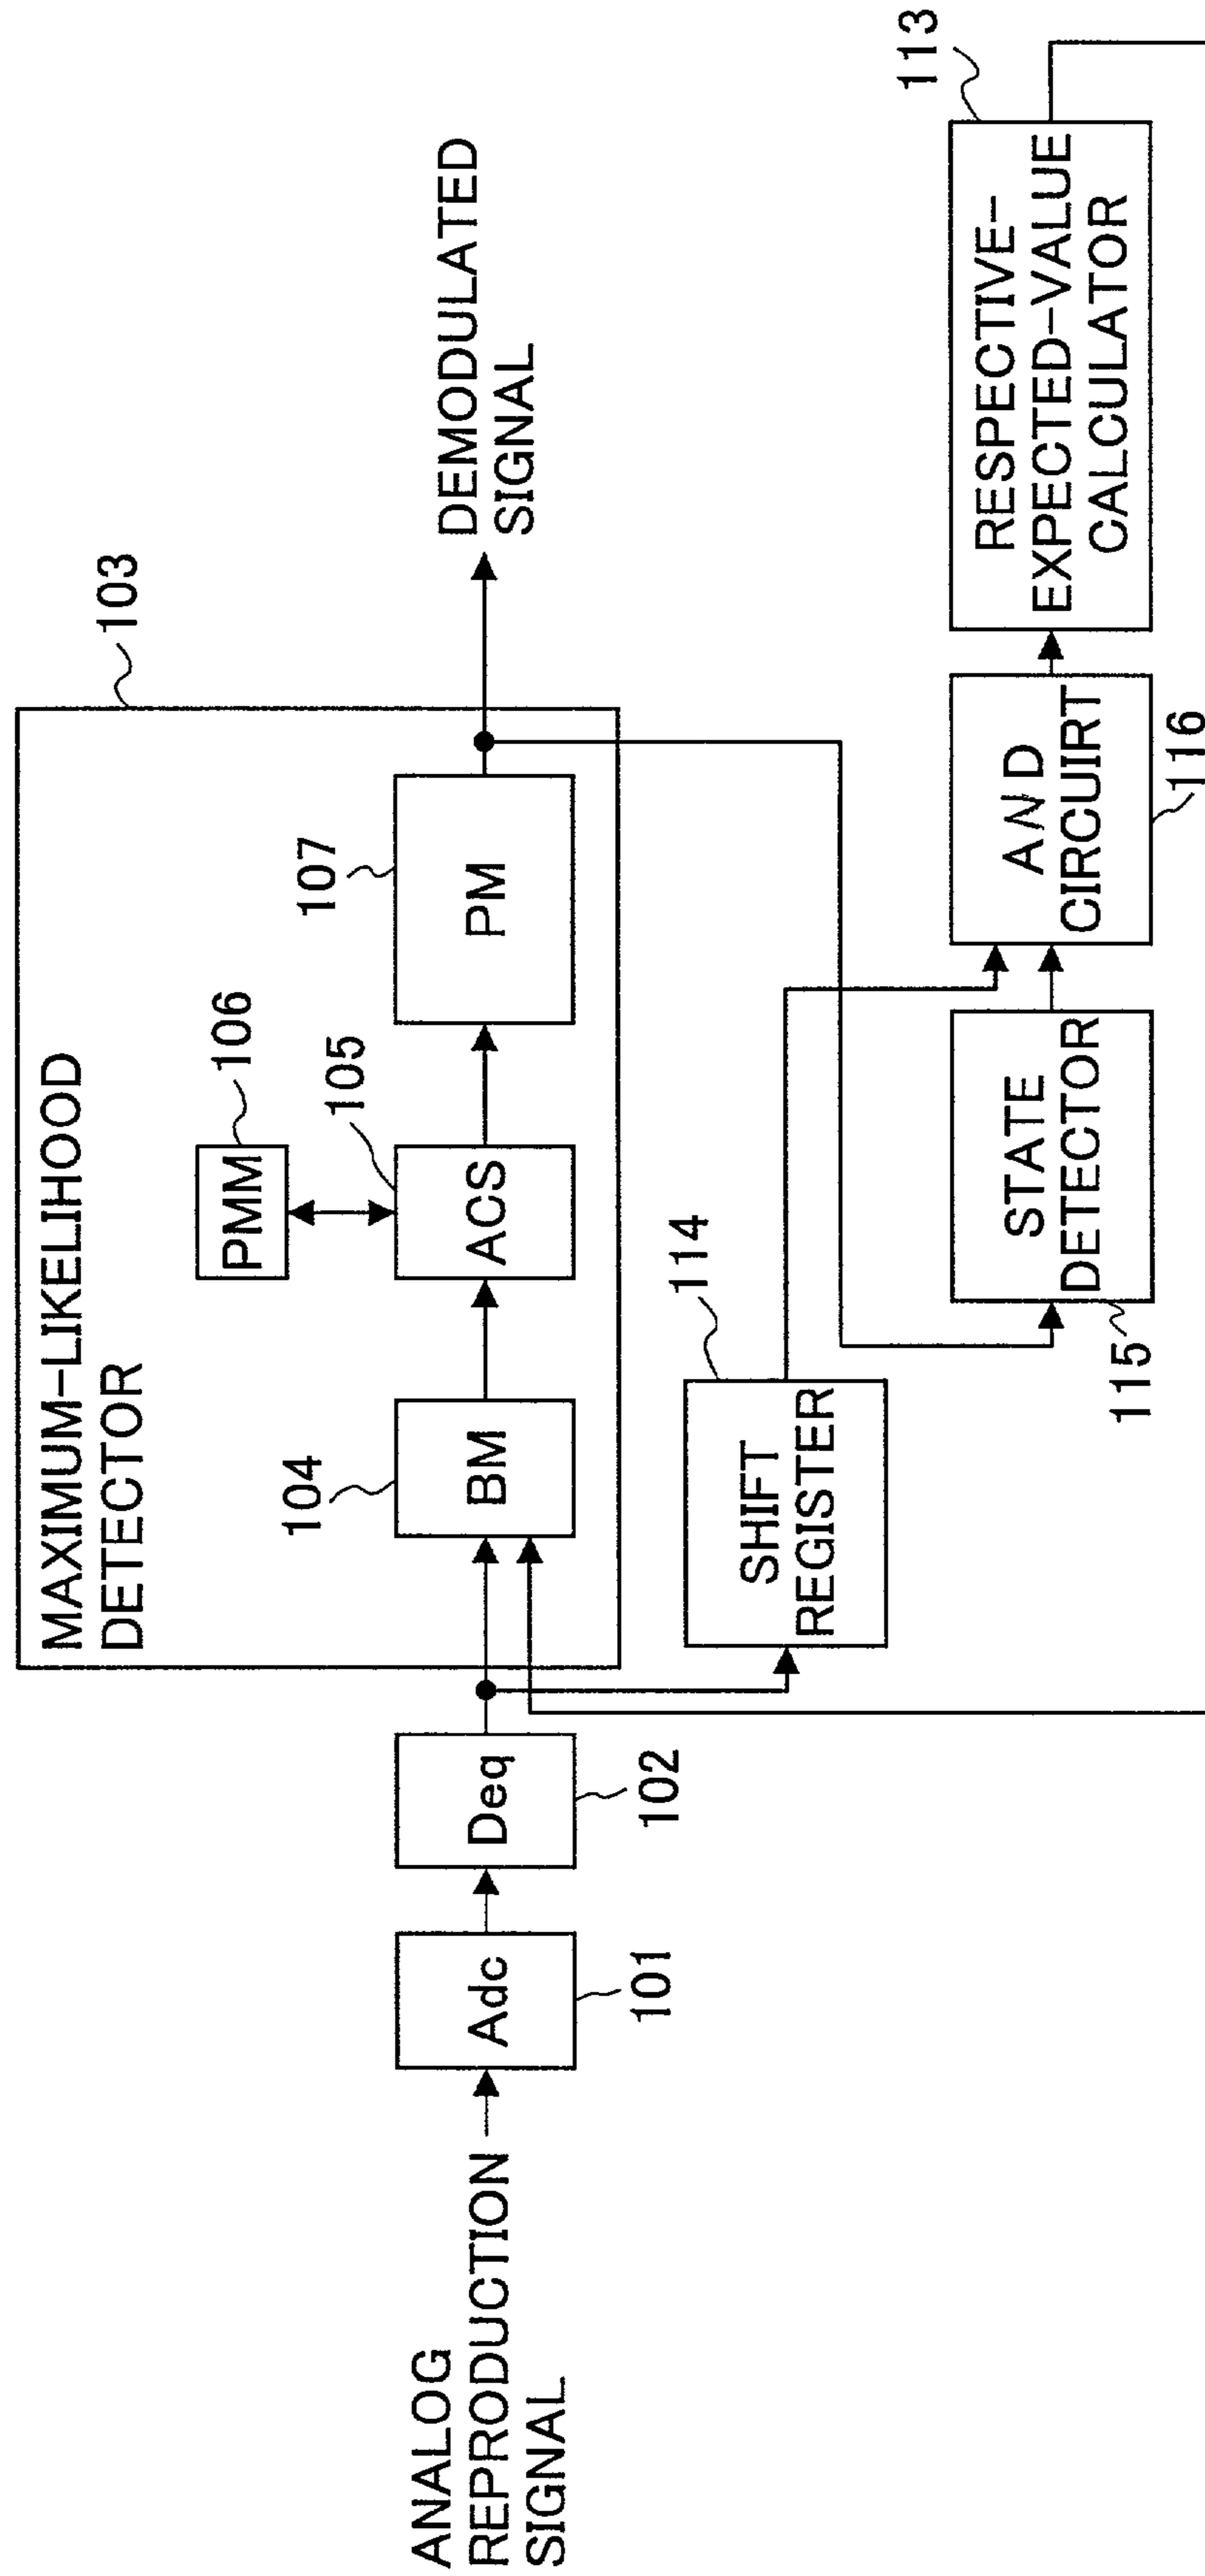 103
MAXIMUM-LIKELIHOOD
DETECTOR
106
PMM
104
105
107
BM
ACS
PM
ANALOG
REPRODUCTION
SIGNAL
Adc
101
Deq
102
DEMODULATED
SIGNAL
114
SHIFT
REGISTER
115
STATE
DETECTOR
AND
CIRCUIRT
116
113
RESPECTIVE-
EXPECTED-VALUE
CALCULATOR